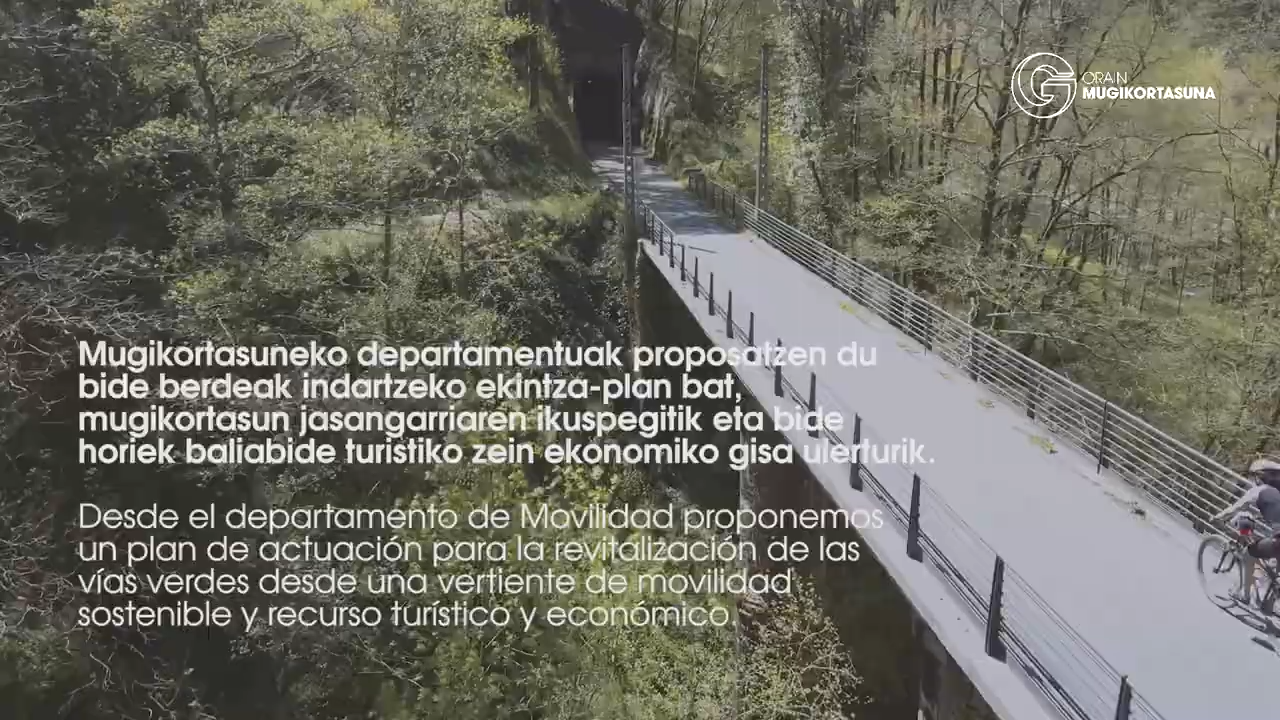 ORAIN
MUGIKORTASUNA
Mugikortasuneko departamentuak proposatzen du
bide berdeak indartzeko ekintza-plan bat,
mugikortasun jasangarriaren ikuspegitik eta bide
horiek baliabide turistiko zein ekonomiko gisa ulerturik.
Desde el departamento de Movilidad proponemos
un plan de actuación para la revitalización de las
vías verdes desde una vertiente de movilidad
sostenible y recurso turístico y económico.